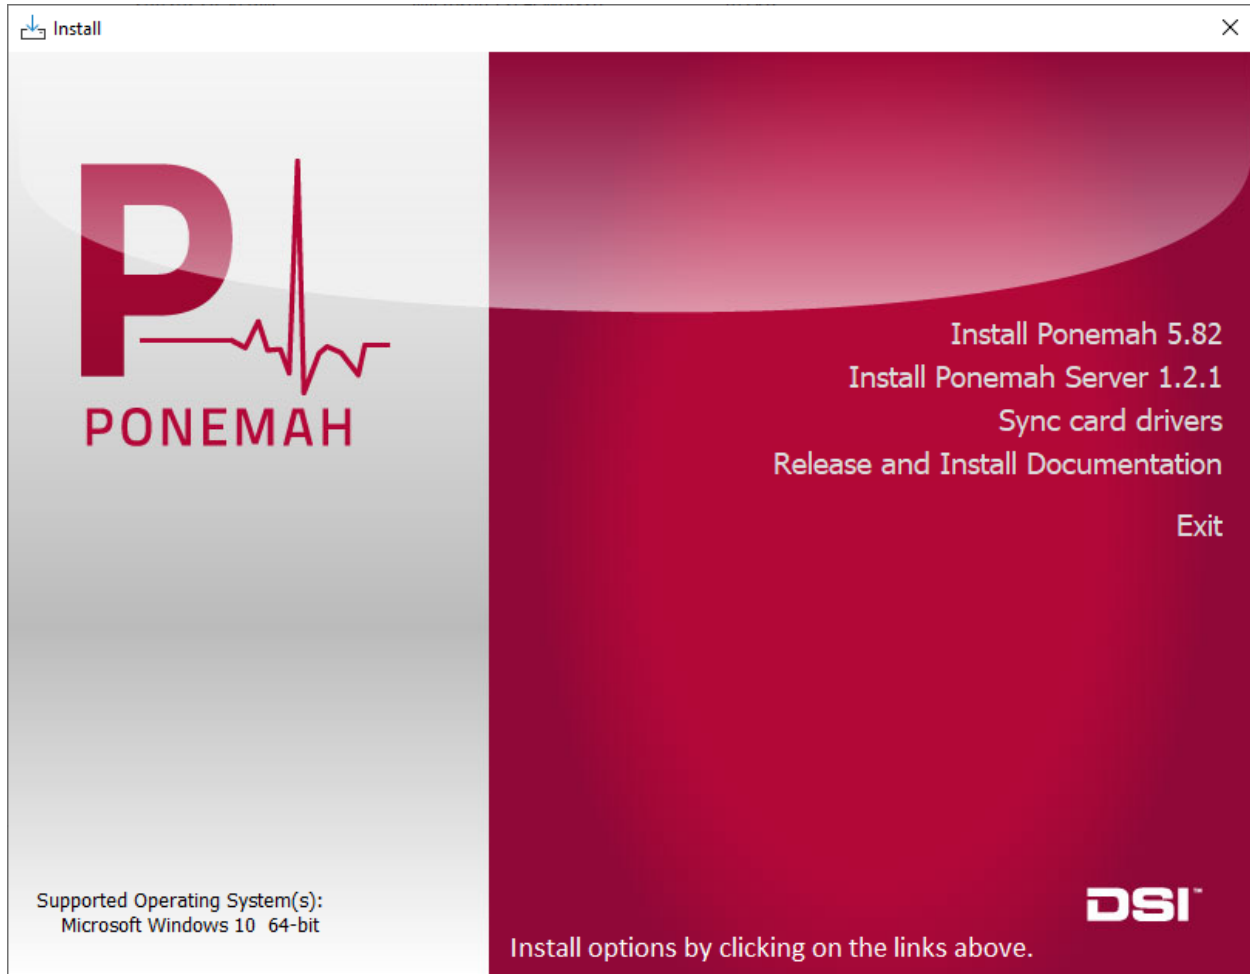 Install
PONEMAH
Install Ponemah 5.82
Install Ponemah Server 1.2.1
Sync card drivers
Release and Install Documentation
Exit
Supported Operating System(s):
Microsoft Windows 10 64-bit
DSI™
Install options by clicking on the links above.